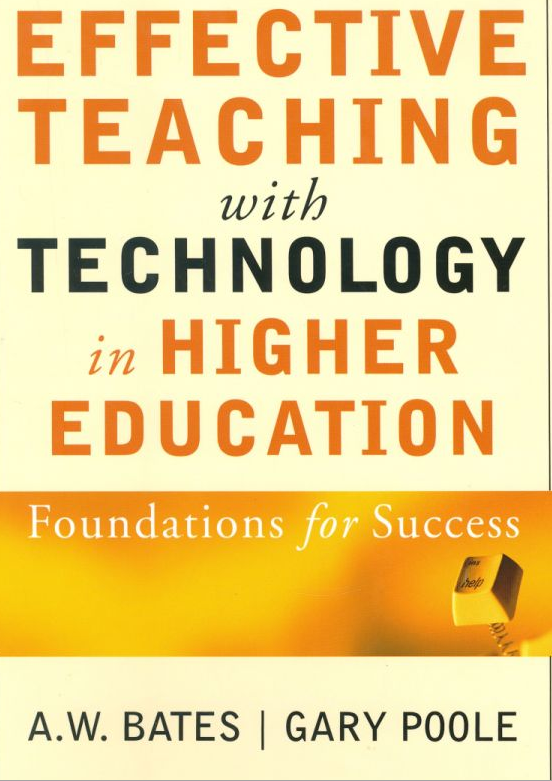 EFFECTIVE
TEACHING
with
TECHNOLOGY
in HIGHER
EDUCATION
Foundations for Success
help
A.W. BATES | GARY POOLE